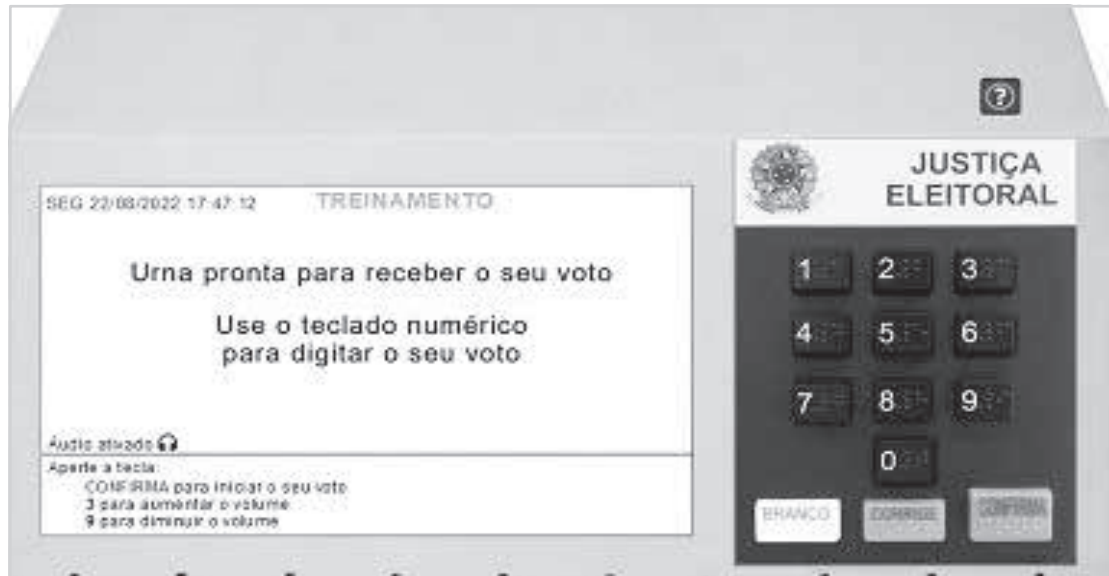 ?
JUSTIÇA
ELEITORAL
SEG 22/08/2022 17:47:12 TREINAMENTO
Urna pronta para receber o seu voto
Use o teclado numérico
para digitar o seu voto
Áudio ativado
Aperte a tecla:
CONFIRMA para iniciar o seu voto
3 para aumentar o volume
9 para diminuir o volume
1 2 3
4 5 6
7 8 9
0
BRANCO CORRIGE CONFIRMA